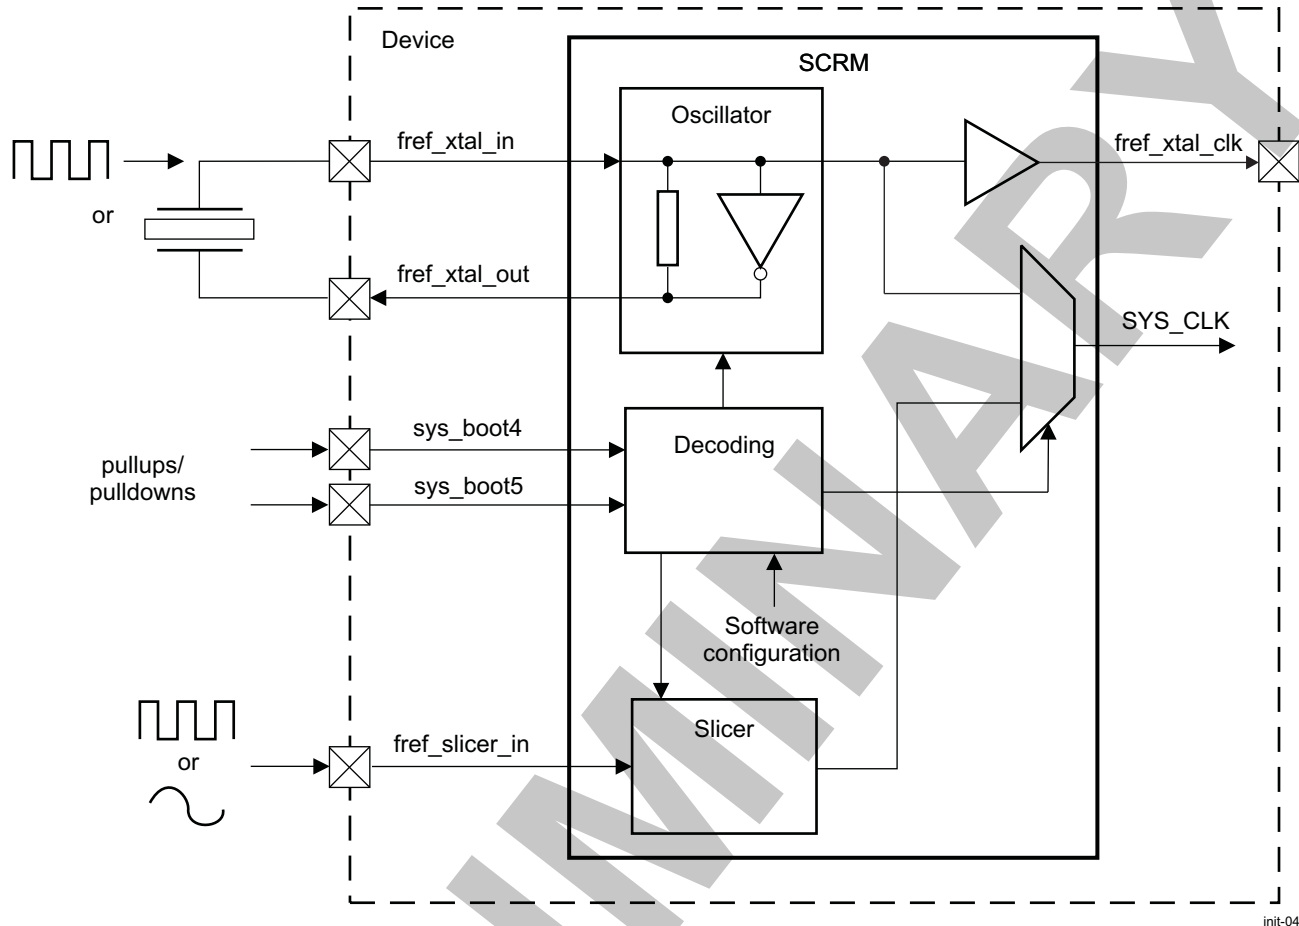 Device
SCRM
Oscillator
fref_xtal_in
fref_xtal_clk
or
fref_xtal_out
SYS_CLK
sys_boot4
Decoding
pullups/
pulldowns
sys_boot5
Software
configuration
Slicer
fref_slicer_in
or
MINARY
init-04